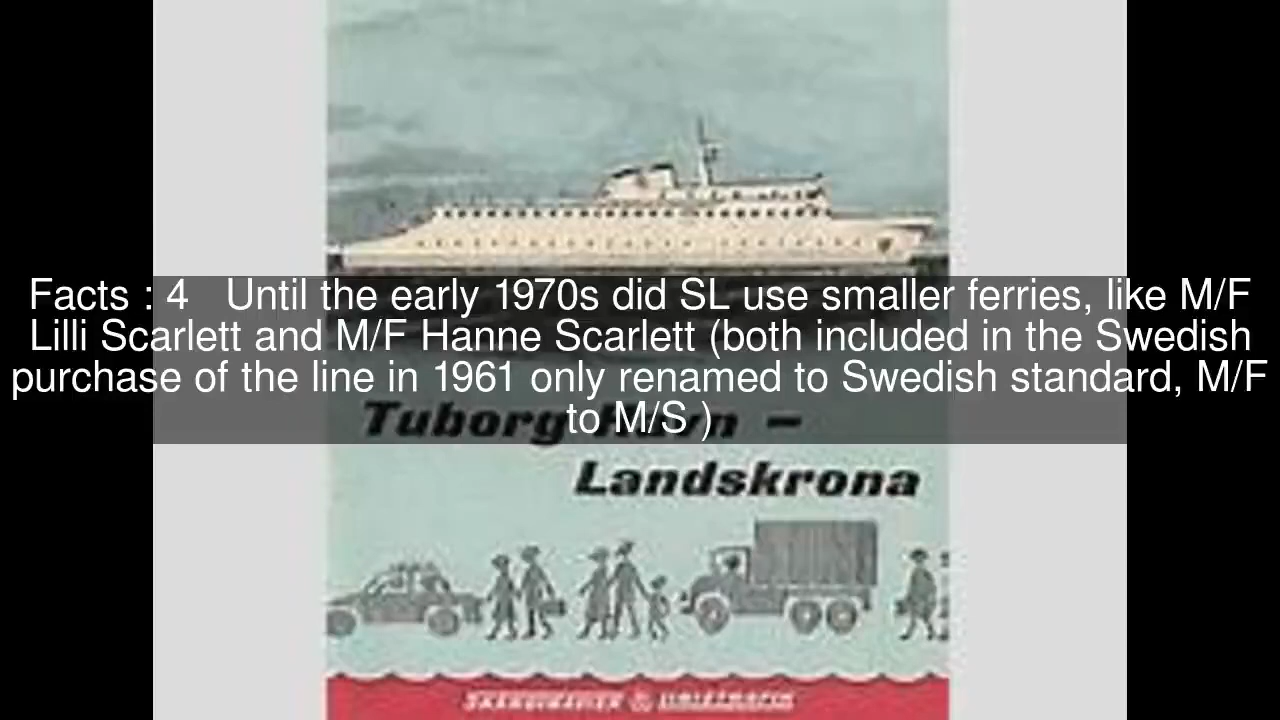 Facts : 4 Until the early 1970s did SL use smaller ferries, like M/F
Lilli Scarlett and M/F Hanne Scarlett (both included in the Swedish
purchase of the line in 1961 only renamed to Swedish standard, M/F
to M/S )
Tuborg Havn –
Landskrona